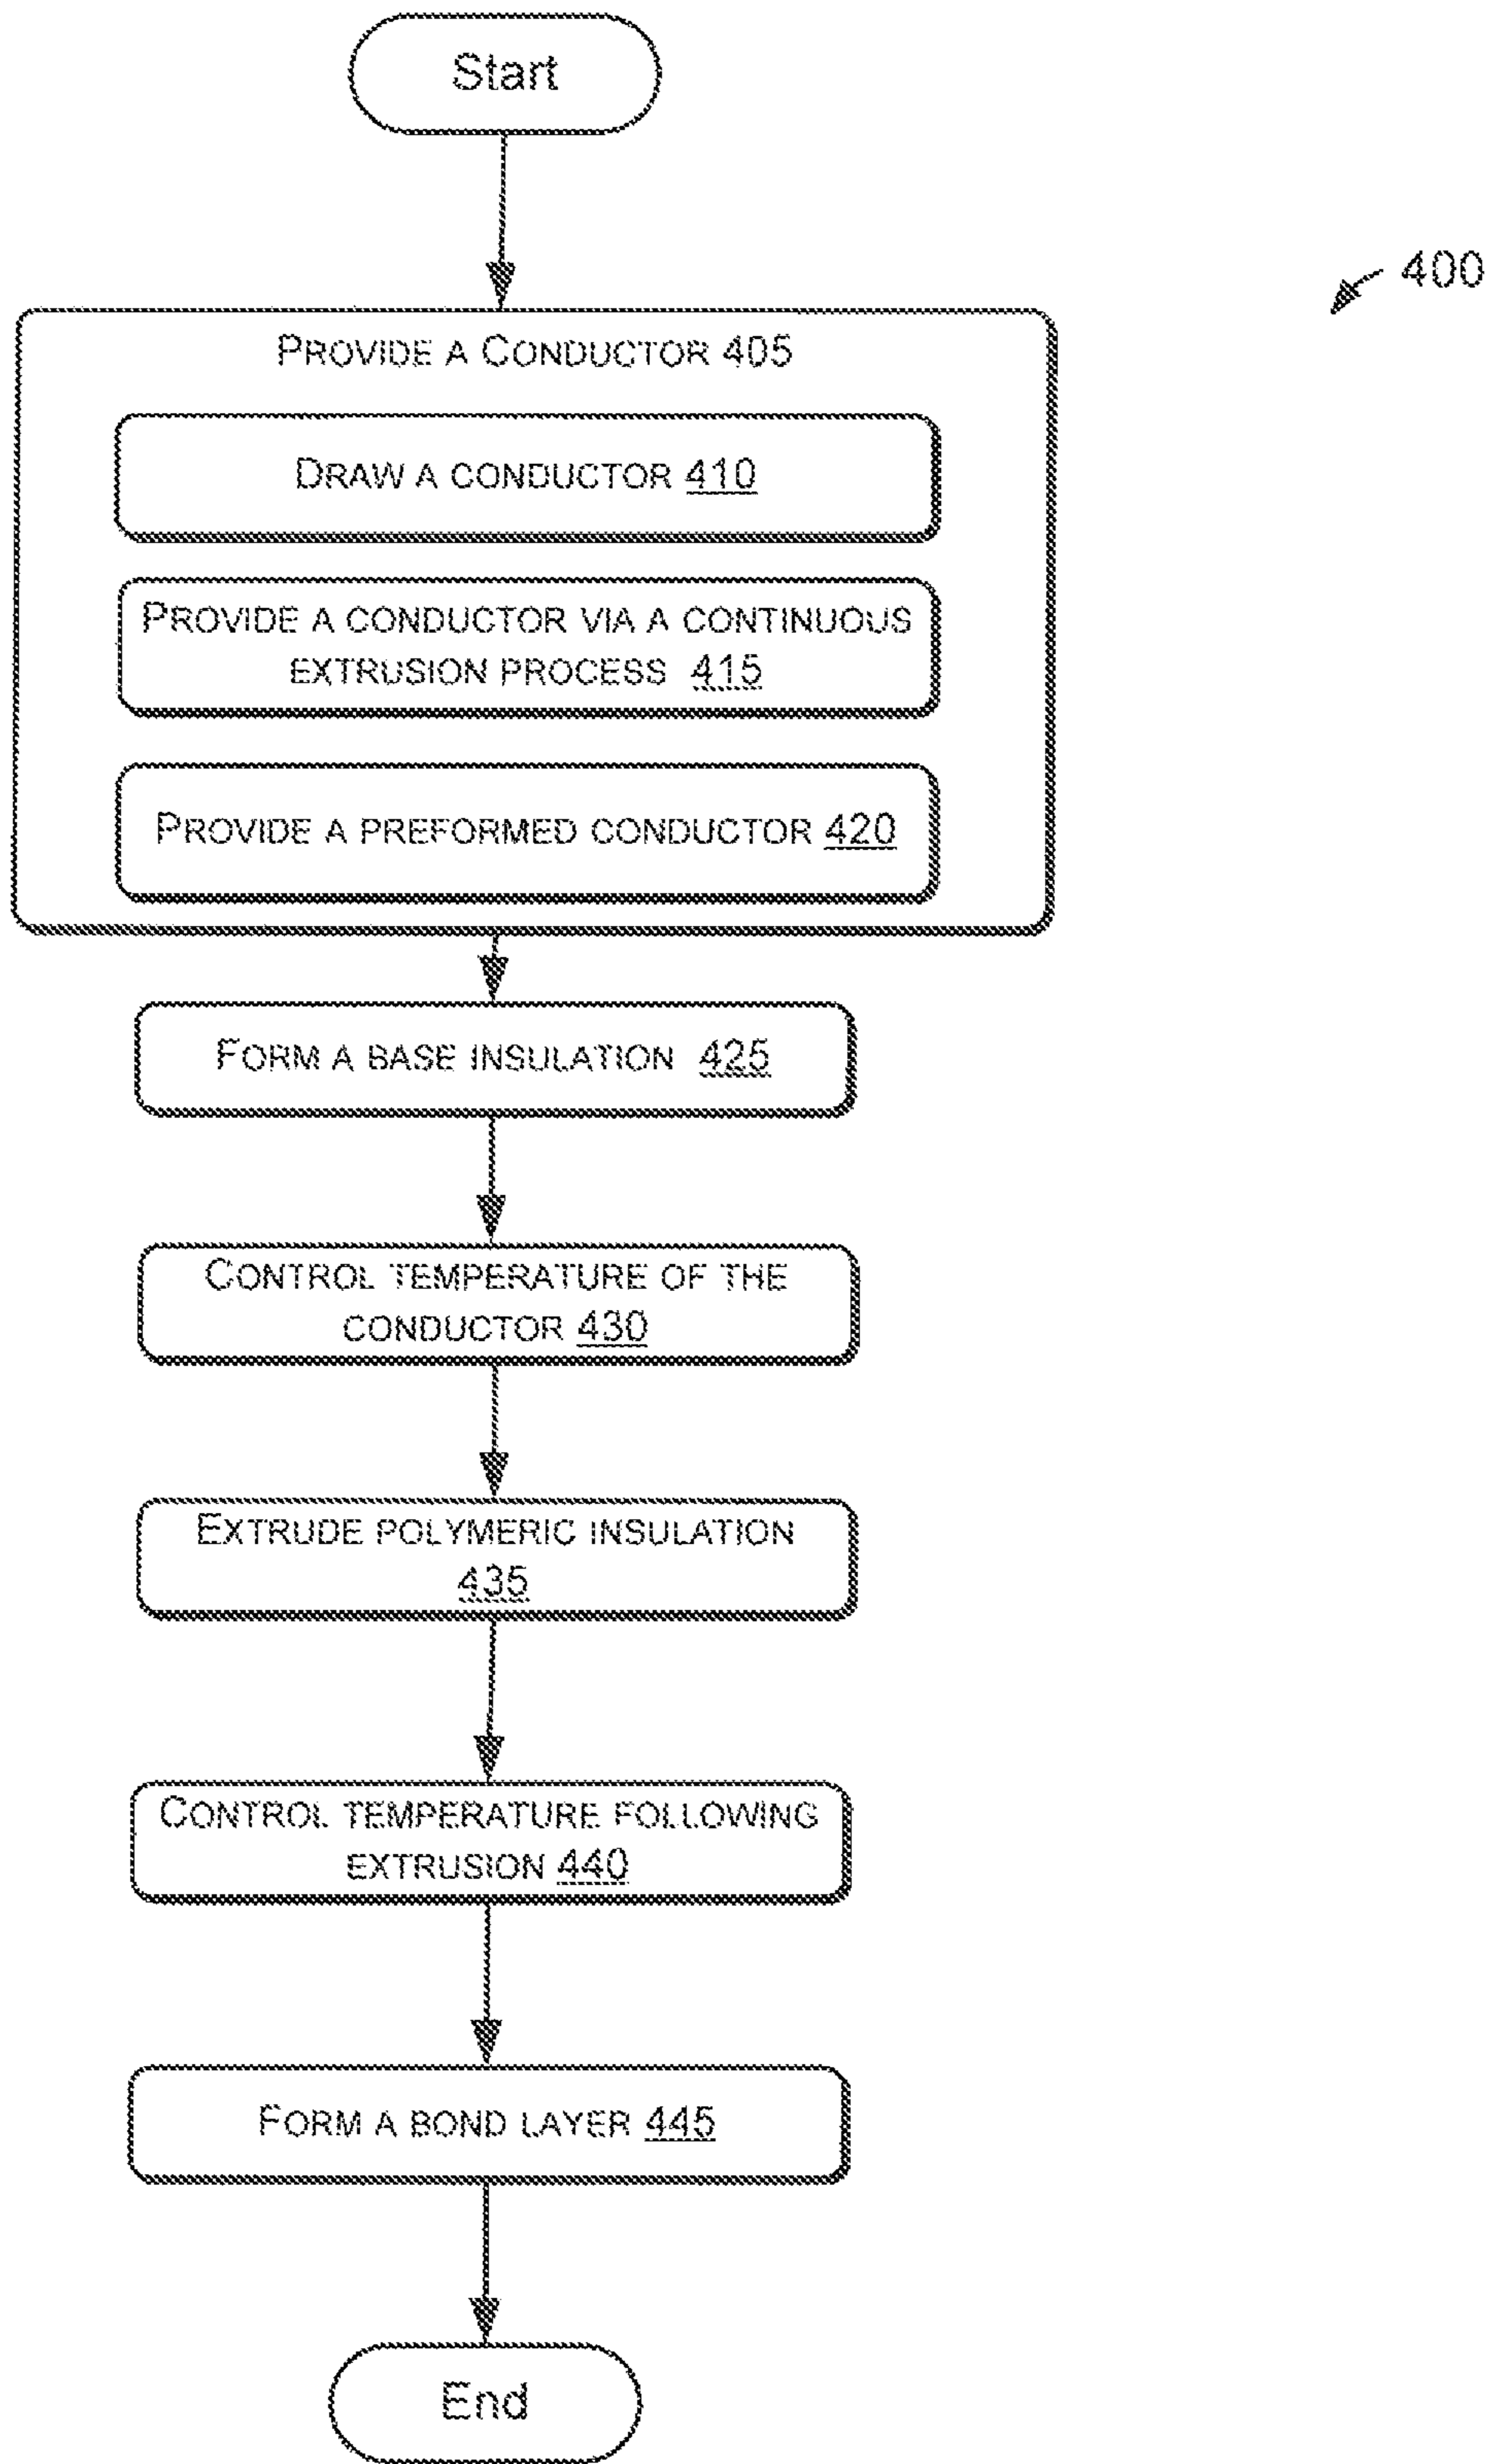 Start
400
PROVIDE A CONDUCTOR 405
DRAW A CONDUCTOR 410
PROVIDE A CONDUCTOR VIA A CONTINUOUS
EXTRUSION PROCESS 415
PROVIDE A PREFORMED CONDUCTOR 420
FORM A BASE INSULATION 425
CONTROL TEMPERATURE OF THE
CONDUCTOR 430
EXTRUDE POLYMERIC INSULATION
435
CONTROL TEMPERATURE FOLLOWING
EXTRUSION 440
FORM A BOND LAYER 445
End